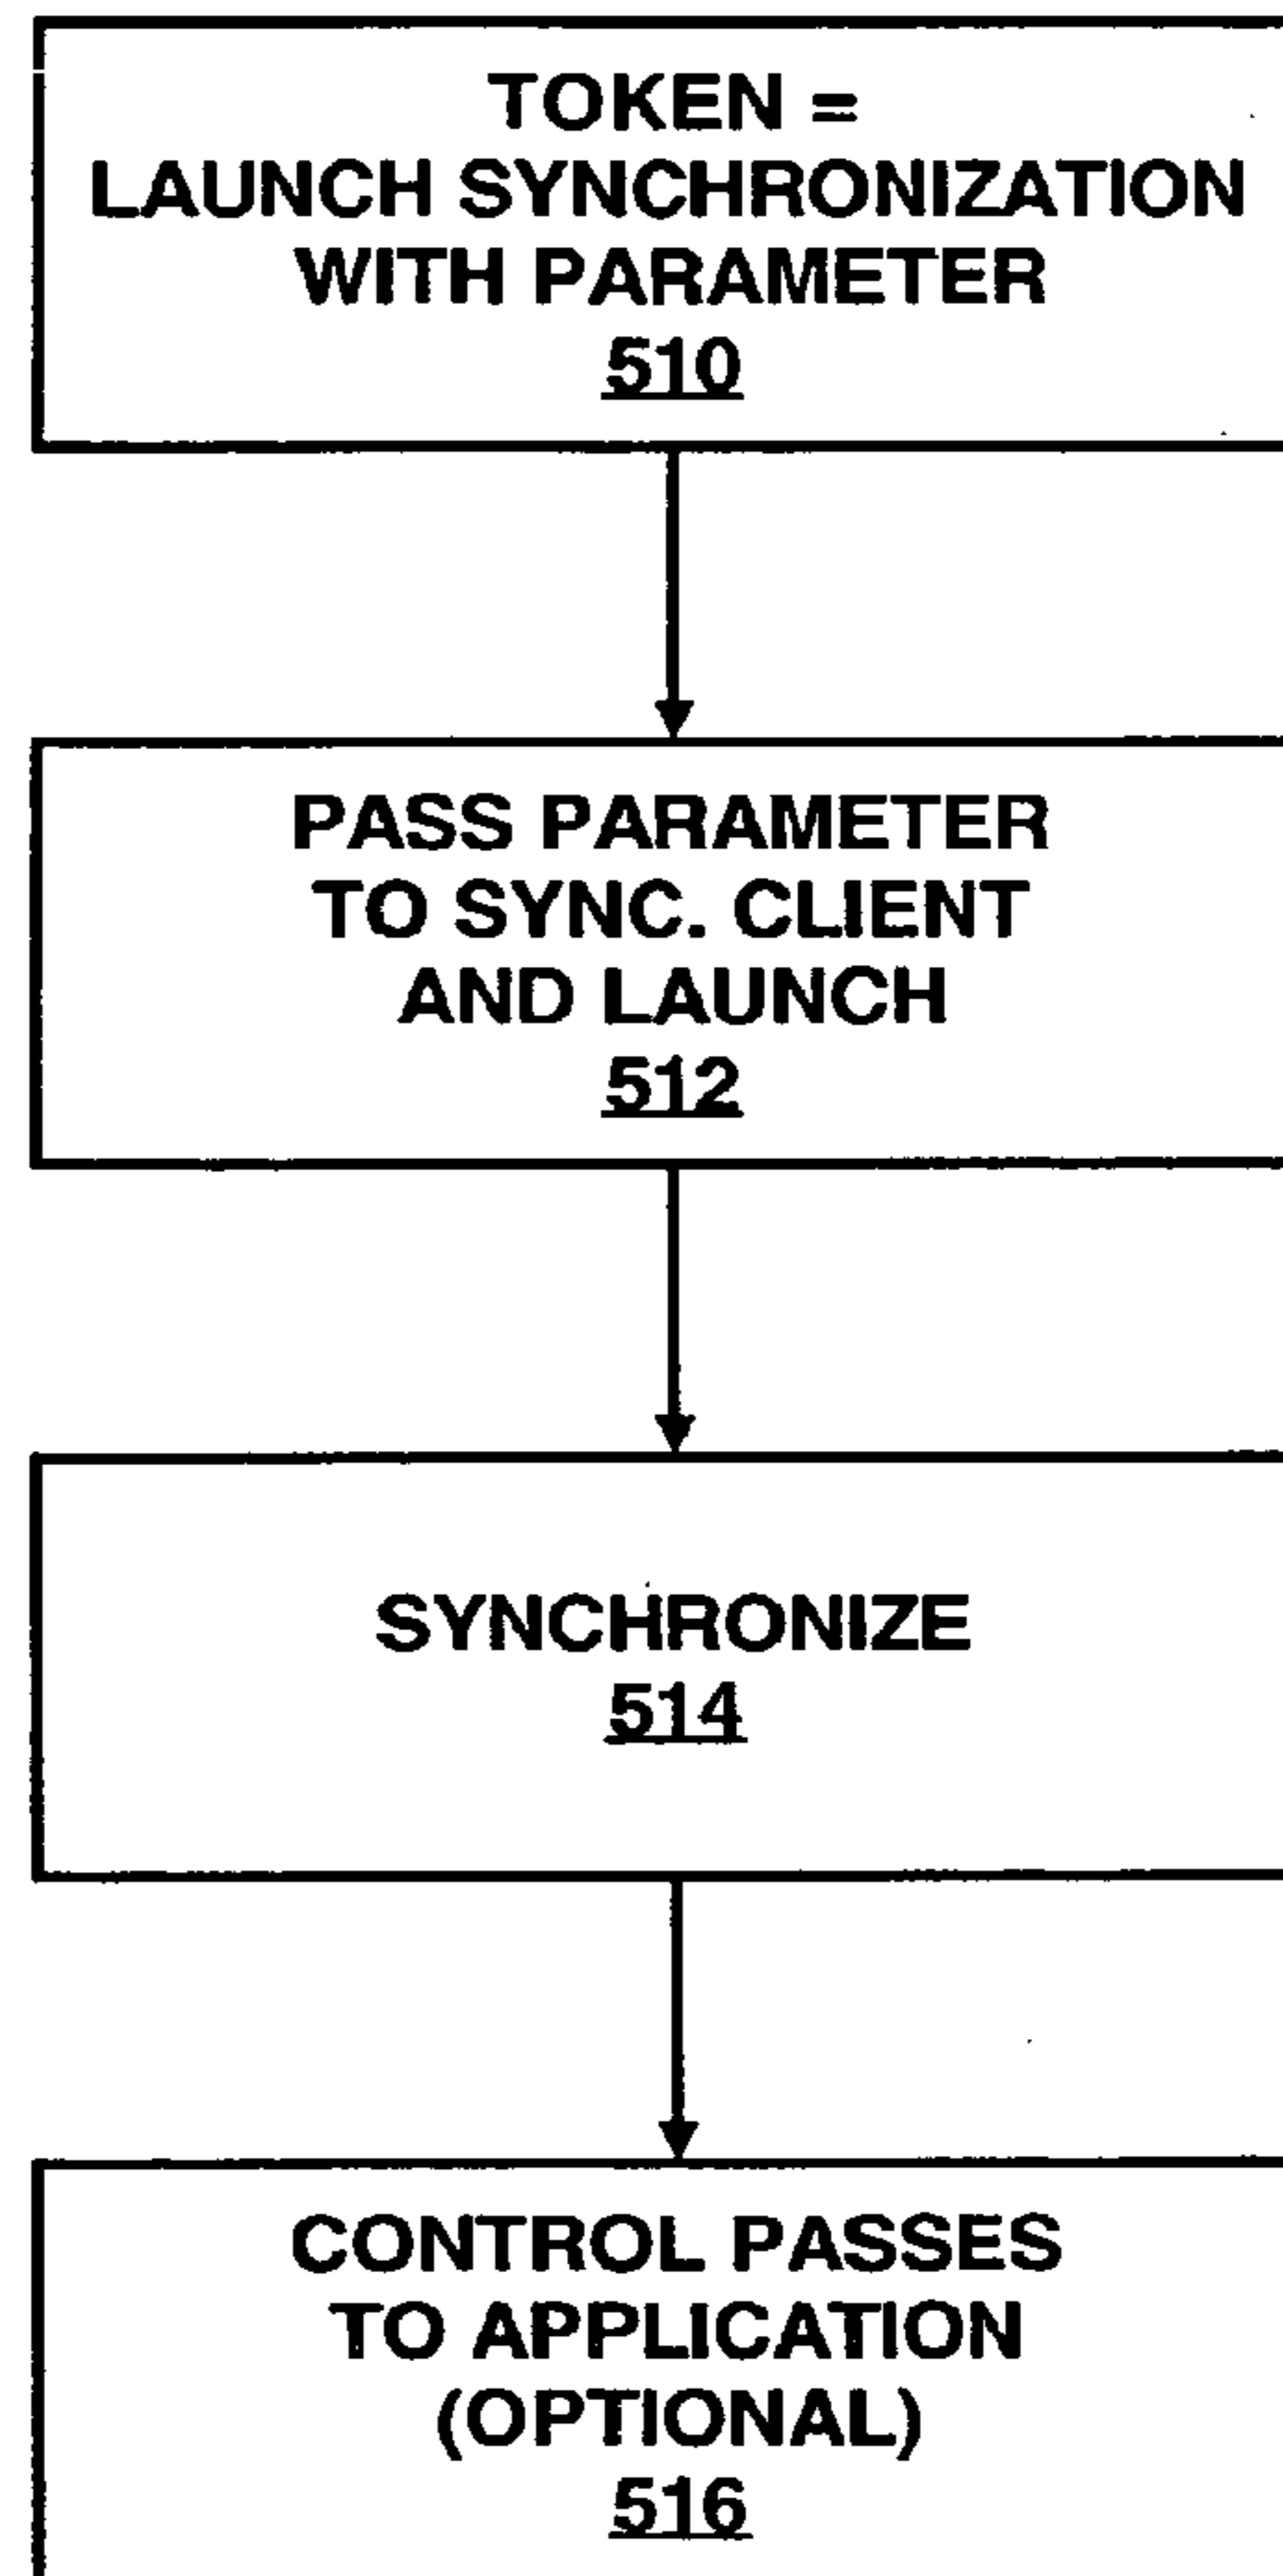 TOKEN =
LAUNCH SYNCHRONIZATION
WITH PARAMETER
510
PASS PARAMETER
TO SYNC. CLIENT
AND LAUNCH
512
SYNCHRONIZE
514
CONTROL PASSES
TO APPLICATION
(OPTIONAL)
516